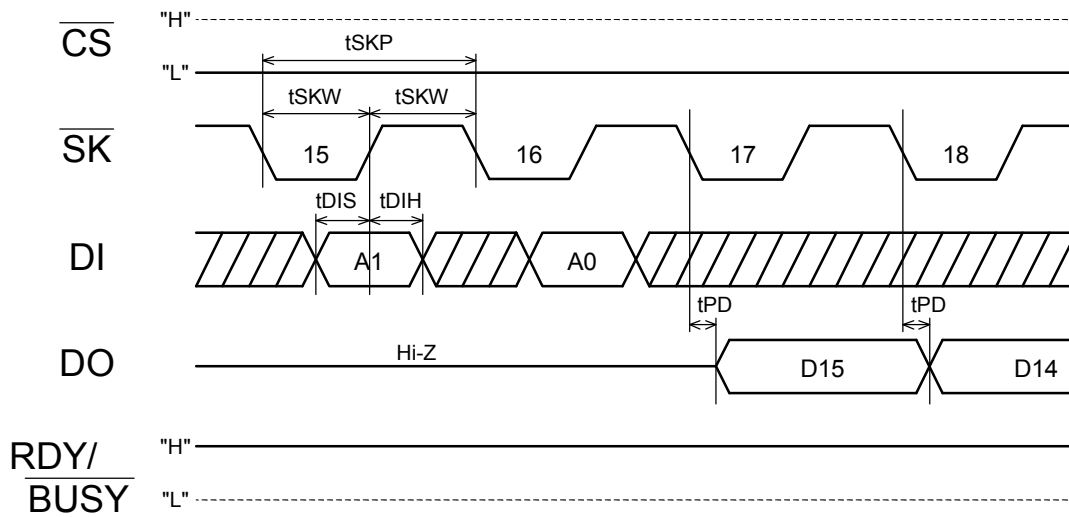 "H"
CS
tSKP
"L"
tSKW tSKW
SK
15 16 17 18
tDIS tDIH
DI
A1 A0
tPD tPD
Hi-Z
DO
D15 D14
"H"
RDY/
BUSY "L"